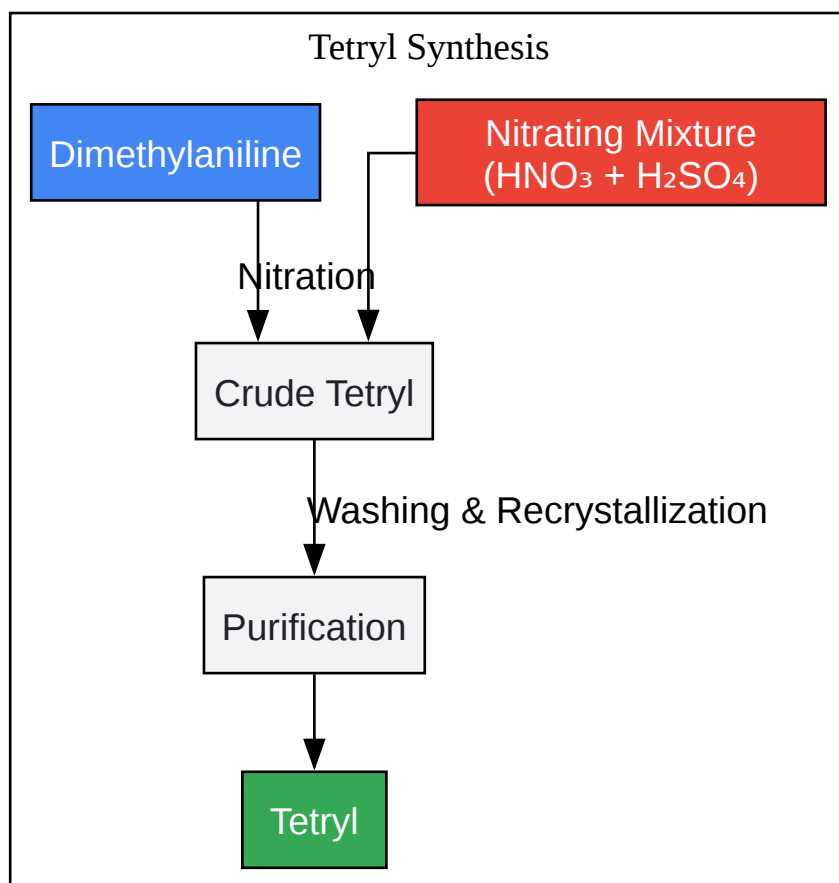 Tetryl Synthesis
Dimethylaniline
Nitrating Mixture
(HNO₃ + H₂SO₄)
Nitration
Crude Tetryl
Washing & Recrystallization
Purification
Tetryl